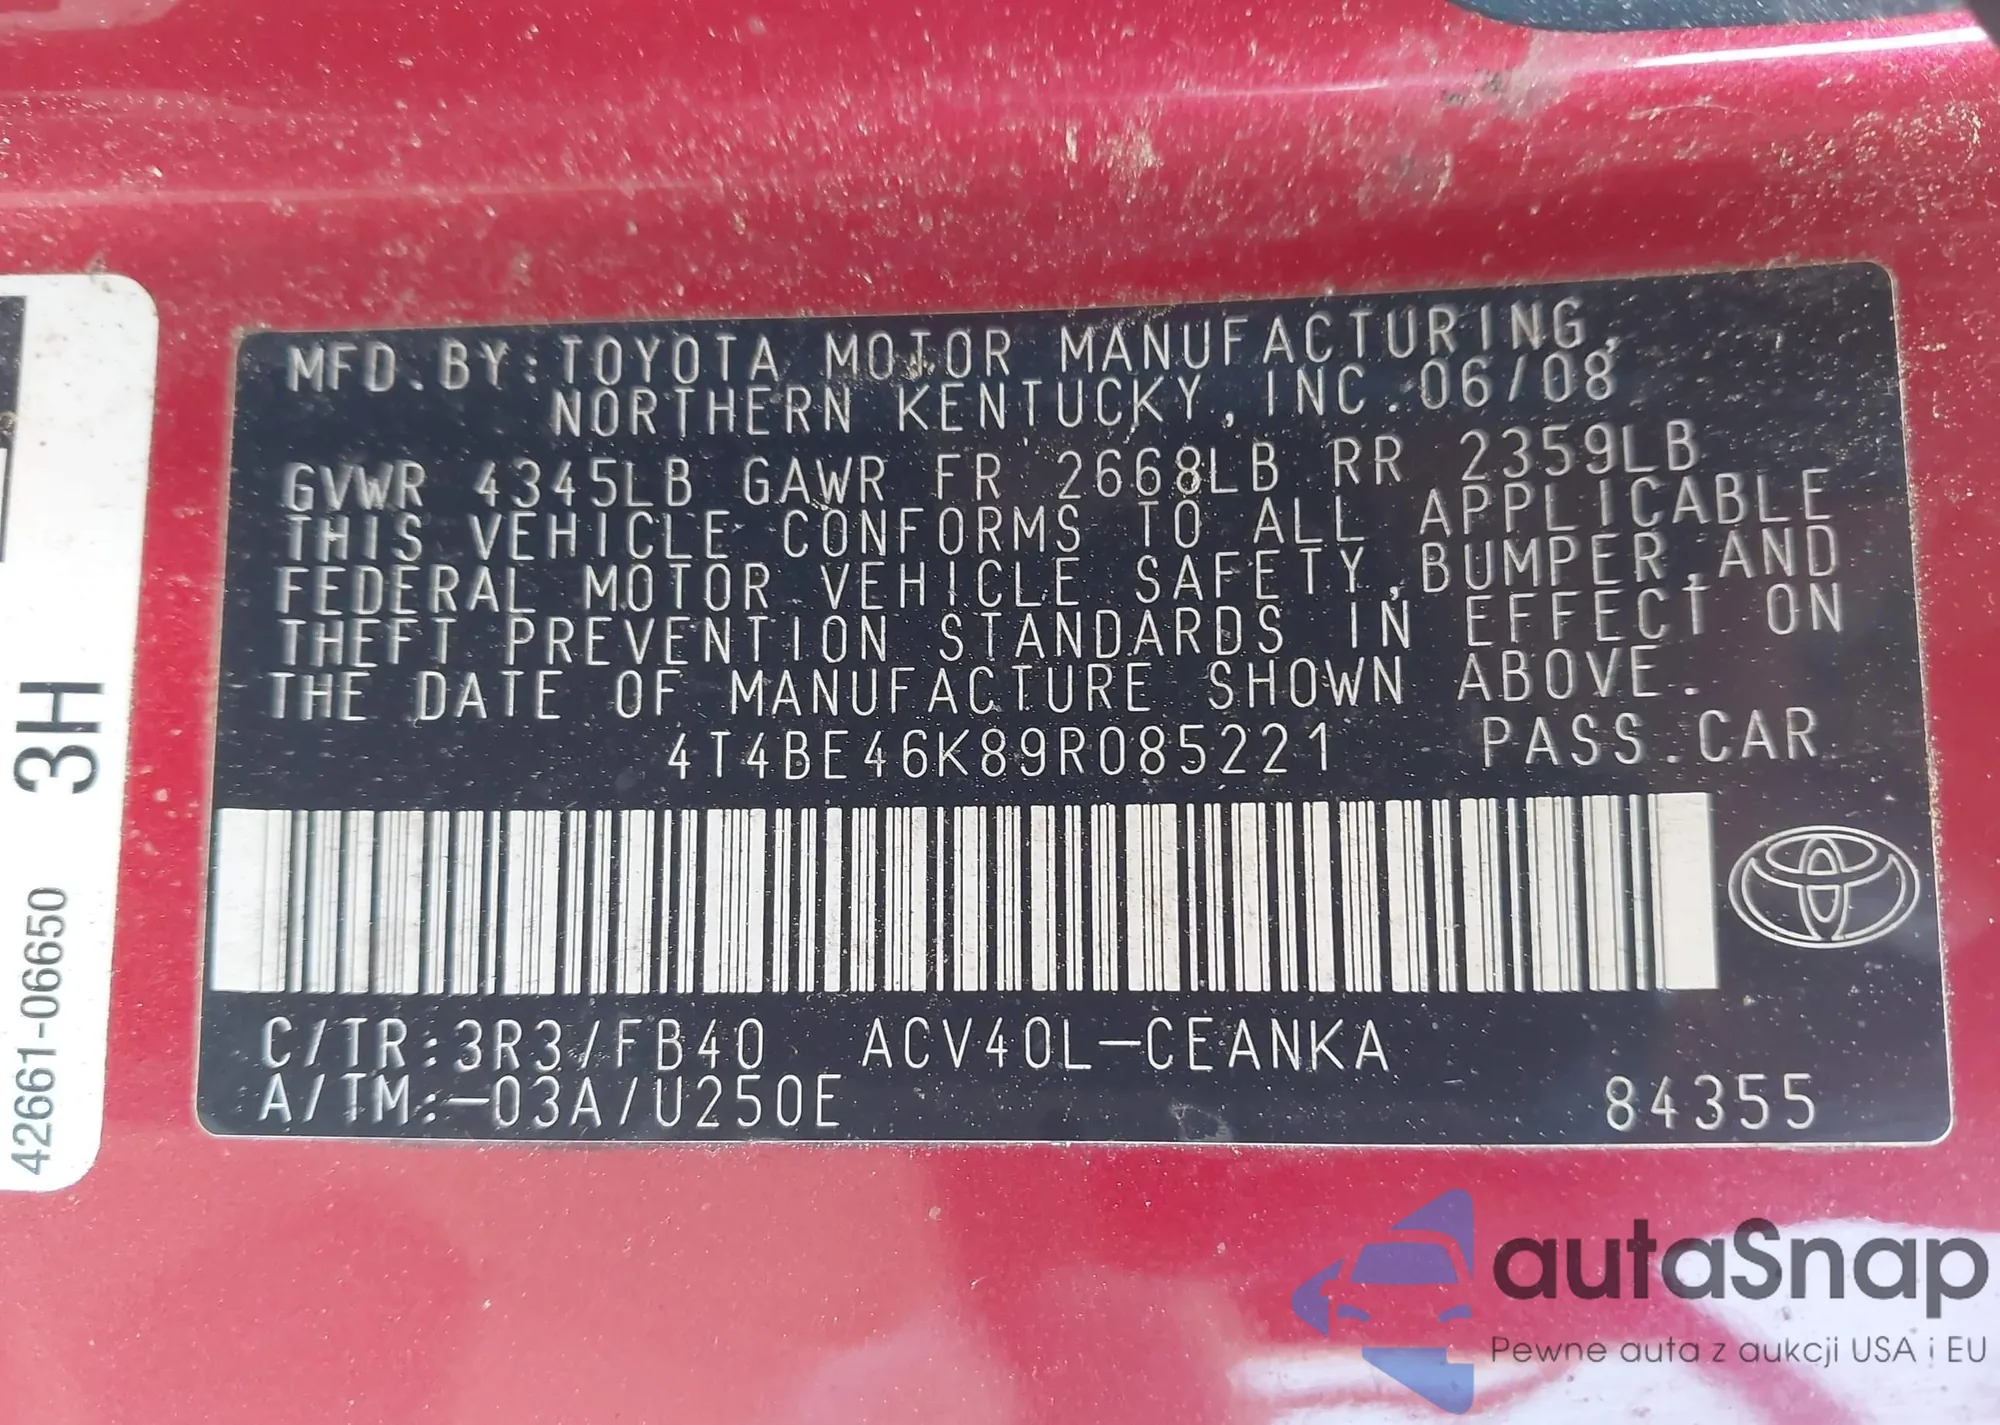 MFD.BY:TOYOTA MOTOR MANUFACTURING,
NORTHERN KENTUCKY, INC. 06/08
GVWR 4345LB GAWR FR 2668LB RR 2359LB
THIS VEHICLE CONFORMS TO ALL APPLICABLE
FEDERAL MOTOR VEHICLE SAFETY, BUMPER, AND
THEFT PREVENTION STANDARDS IN EFFECT ON
THE DATE OF MANUFACTURE SHOWN ABOVE.
4T4BE46K89R085221 PASS.CAR
C/TR:3R3/FB40 ACV40L-CEANKA
A/TM:-03A/U250E 84355
42661-06650 3H
autaSnap
Pewne auta z aukcji USA i EU